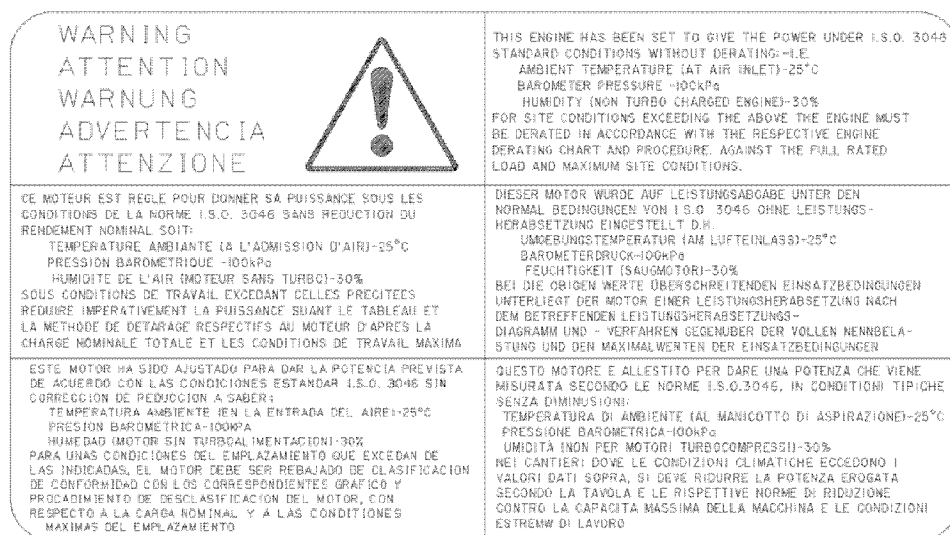 WARNING
ATTENTION
WARNUNG
ADVERTENCIA
ATTENZIONE
THIS ENGINE HAS BEEN SET TO GIVE THE POWER UNDER I.S.O. 3046
STANDARD CONDITIONS WITHOUT DERATING:-I.E.
AMBIENT TEMPERATURE (AT AIR INLET)-25°C
BAROMETER PRESSURE -100kPa
HUMIDITY (NON TURBO CHARGED ENGINE)-30%
FOR SITE CONDITIONS EXCEEDING THE ABOVE THE ENGINE MUST
BE DERATED IN ACCORDANCE WITH THE RESPECTIVE ENGINE
DERATING CHART AND PROCEDURE. AGAINST THE FULL RATED
LOAD AND MAXIMUM SITE CONDITIONS.
CE MOTEUR EST REGLE POUR DONNER SA PUISSANCE SOUS LES
CONDITIONS DE LA NORME I.S.O. 3046 SANS REDUCTION DU
RENDEMENT NOMINAL SOIT:
TEMPERATURE AMBIANTE (A L'ADMISSION D'AIR)-25°C
PRESSION BAROMETRIQUE -100kPa
HUMIDITE DE L'AIR (MOTEUR SANS TURBO)-30%
SOUS CONDITIONS DE TRAVAIL EXCEDANT CELLES PRECITEES
REDUIRE IMPERATIVEMENT LA PUISSANCE SUANT LE TABLEAU ET
LA METHODE DE DETARAGE RESPECTIFS AU MOTEUR D'APRES LA
CHARGE NOMINALE TOTALE ET LES CONDITIONS DE TRAVAIL MAXIMA
DIESER MOTOR WURDE AUF LEISTUNGSABGABE UNTER DEN
NORMAL BEDINGUNGEN VON I S O 3046 OHNE LEISTUNGS-
HERABSETZUNG EINGESTELLT D.H.
UMGEBUNGSTEMPERATUR (AM LUFTEINLASS)-25°C
BAROMETERDRUCK-100kPa
FEUCHTIGKEIT (SAUGMOTOR)-30%
BEI DIE OBIGEN WERTE ÜBERSCHREITENDEN EINSATZBEDINGUNGEN
UNTERLIEGT DER MOTOR EINER LEISTUNGSHERABSETZUNG NACH
DEM BETREFFENDEN LEISTUNGSHERABSETZUNGS-
DIAGRAMM UND - VERFAHREN GEGENUBER DER VOLLEN NENNBELA-
STUNG UND DEN MAXIMALWERTEN DER EINSATZBEDINGUNGEN
ESTE MOTOR HA SIDO AJUSTADO PARA DAR LA POTENCIA PREVISTA
DE ACUERDO CON LAS CONDICIONES ESTANDAR I.S.O. 3046 SIN
CORRECCION DE REDUCCION A SABER:
TEMPERATURA AMBIENTE (EN LA ENTRADA DEL AIRE)-25°C
PRESION BAROMETRICA-100KPA
HUMEDAD (MOTOR SIN TURBOALIMENTACION)-30%
PARA UNAS CONDICIONES DEL EMPLAZAMIENTO QUE EXCEDAN DE
LAS INDICADAS, EL MOTOR DEBE SER REBAJADO DE CLASIFICACION
DE CONFORMIDAD CON LOS CORRESPONDIENTES GRAFICO Y
PROCADIMIENTO DE DESCLASIFICACION DEL MOTOR, CON
RESPECTO A LA CARGA NOMINAL Y A LAS CONDITIONES
MAXIMAS DEL EMPLAZAMIENTO
QUESTO MOTORE E ALLESTITO PER DARE UNA POTENZA CHE VIENE
MISURATA SECONDO LE NORME I.S.O.3046, IN CONDITIONI TIPICHE
SENZA DIMINUSIONI:
TEMPERATURA DI AMBIENTE (AL MANICOTTO DI ASPIRAZIONE)-25°C
PRESSIONE BAROMETRICA-100kPa
UMIDITÀ (NON PER MOTORI TURBOCOMPRESSI)-30%
NEI CANTIERI DOVE LE CONDIZIONI CLIMATICHE ECCEDONO I
VALORI DATI SOPRA, SI DEVE RIDURRE LA POTENZA EROGATA
SECONDO LA TAVOLA E LE RISPETTIVE NORME DI RIDUZIONE
CONTRO LA CAPACITA MASSIMA DELLA MACCHINA E LE CONDIZIONI
ESTREMW DI LAVORO